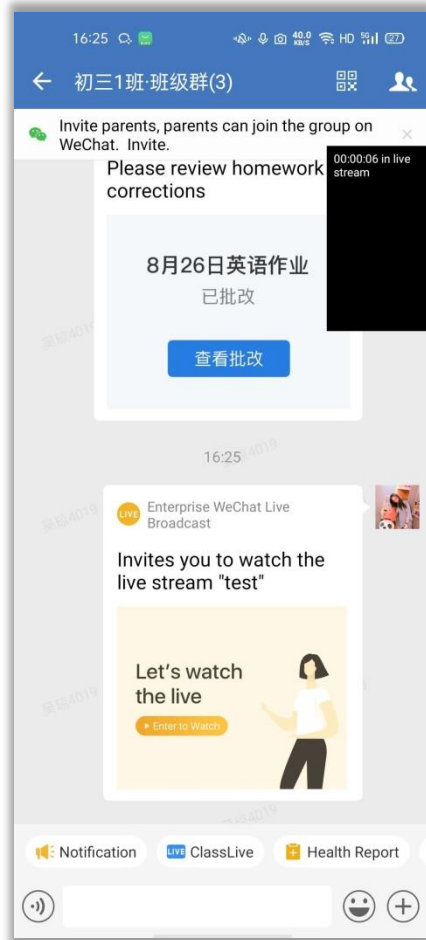 16:25
40.0
KB/S
HD
5G
27
初三1班·班级群(3)
Invite parents, parents can join the group on
WeChat. Invite.
00:00:06 in live
stream
Please review homework
corrections
8月26日英语作业
已批改
查看批改
16:25
LIVE
Enterprise WeChat Live
Broadcast
Invites you to watch the
live stream "test"
Let's watch
the live
Enter to Watch
Notification
LIVE
ClassLive
Health Report